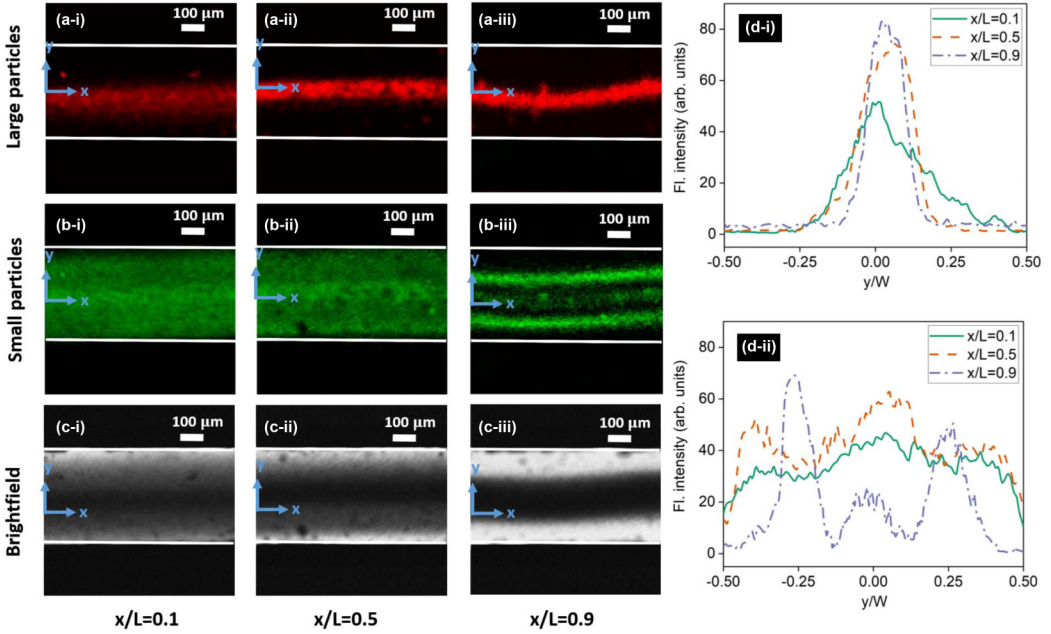 Large particles
(a-i)
100 µm
y
x
(a-ii)
100 µm
y
x
(a-iii)
100 µm
y
x
Small particles
(b-i)
100 µm
y
x
(b-ii)
100 µm
y
x
(b-iii)
100 µm
y
x
Brightfield
(c-i)
100 µm
y
x
(c-ii)
100 µm
y
x
(c-iii)
100 µm
y
x
x/L=0.1
x/L=0.5
x/L=0.9
(d-i)
x/L=0.1
x/L=0.5
x/L=0.9
Fl. intensity (arb. units)
80
60
40
20
0
-0.50
-0.25
0.00
0.25
0.50
y/W
(d-ii)
x/L=0.1
x/L=0.5
x/L=0.9
Fl. intensity (arb. units)
80
60
40
20
0
-0.50
-0.25
0.00
0.25
0.50
y/W